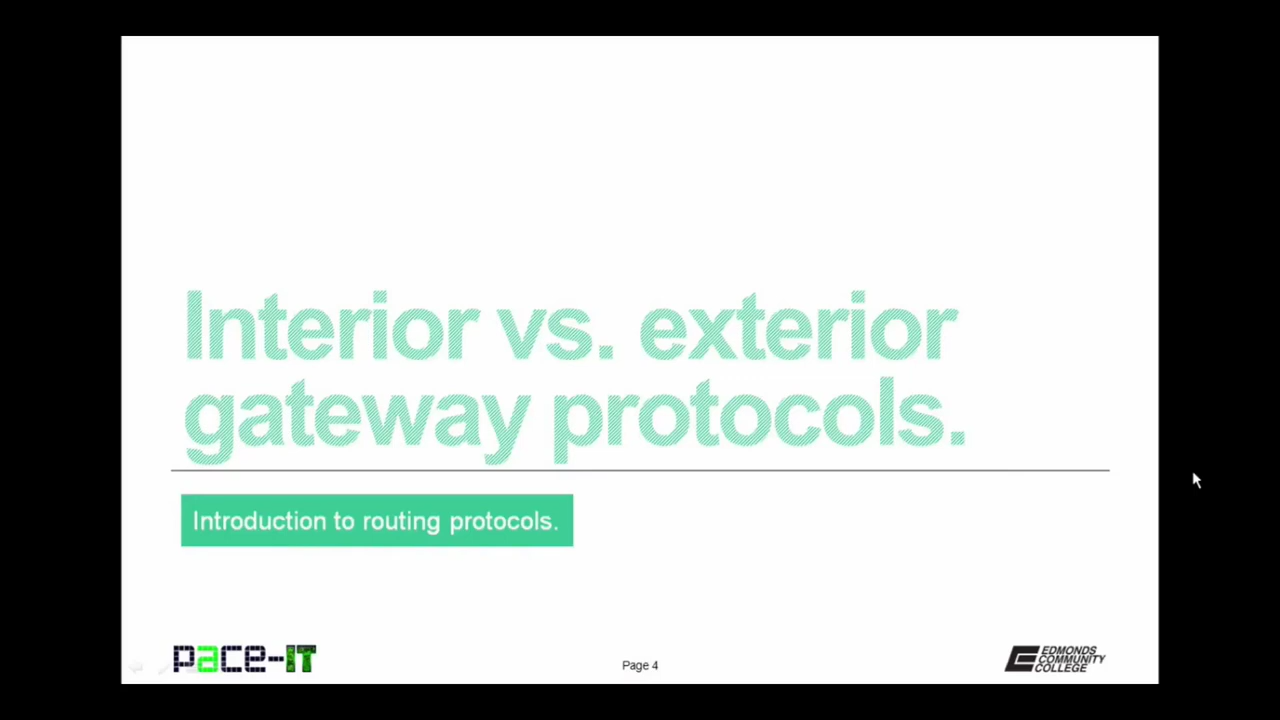 Interior vs. exterior
gateway protocols.
Introduction to routing protocols.
pace-IT
Page 4
EDMONDS
COMMUNITY
COLLEGE